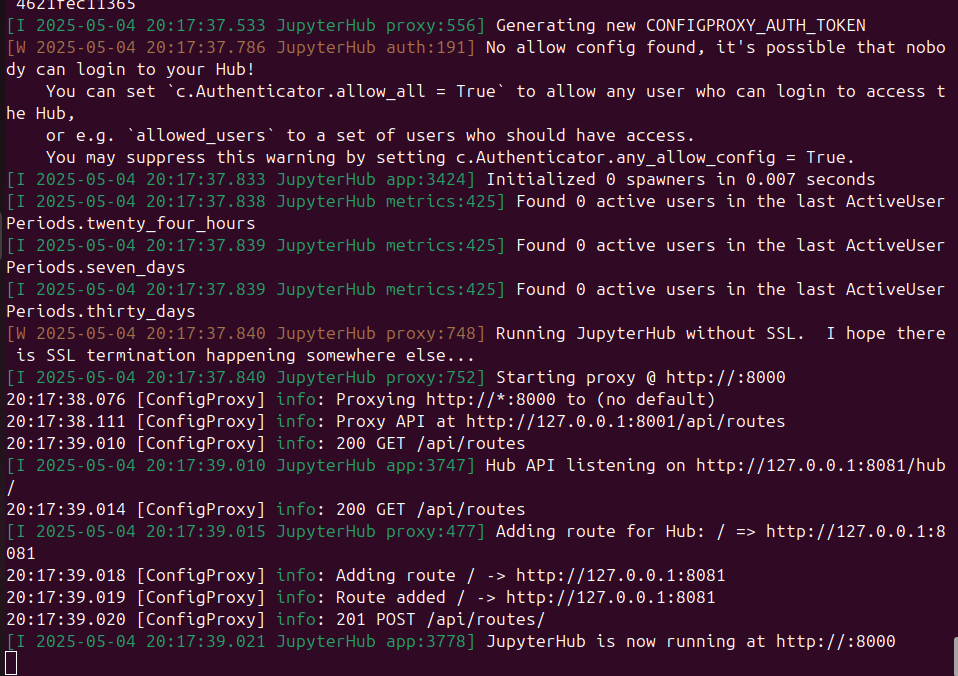 4621fec11365
[I 2025-05-04 20:17:37.533 JupyterHub proxy:556] Generating new CONFIGPROXY_AUTH_TOKEN
[W 2025-05-04 20:17:37.786 JupyterHub auth:191] No allow config found, it's possible that nobo
dy can login to your Hub!
    You can set `c.Authenticator.allow_all = True` to allow any user who can login to access t
he Hub,
    or e.g. `allowed_users` to a set of users who should have access.
    You may suppress this warning by setting c.Authenticator.any_allow_config = True.
[I 2025-05-04 20:17:37.833 JupyterHub app:3424] Initialized 0 spawners in 0.007 seconds
[I 2025-05-04 20:17:37.838 JupyterHub metrics:425] Found 0 active users in the last ActiveUser
Periods.twenty_four_hours
[I 2025-05-04 20:17:37.839 JupyterHub metrics:425] Found 0 active users in the last ActiveUser
Periods.seven_days
[I 2025-05-04 20:17:37.839 JupyterHub metrics:425] Found 0 active users in the last ActiveUser
Periods.thirty_days
[W 2025-05-04 20:17:37.840 JupyterHub proxy:748] Running JupyterHub without SSL.  I hope there
 is SSL termination happening somewhere else...
[I 2025-05-04 20:17:37.840 JupyterHub proxy:752] Starting proxy @ http://:8000
20:17:38.076 [ConfigProxy] info: Proxying http://*:8000 to (no default)
20:17:38.111 [ConfigProxy] info: Proxy API at http://127.0.0.1:8001/api/routes
20:17:39.010 [ConfigProxy] info: 200 GET /api/routes
[I 2025-05-04 20:17:39.010 JupyterHub app:3747] Hub API listening on http://127.0.0.1:8081/hub
/
20:17:39.014 [ConfigProxy] info: 200 GET /api/routes
[I 2025-05-04 20:17:39.015 JupyterHub proxy:477] Adding route for Hub: / => http://127.0.0.1:8
081
20:17:39.018 [ConfigProxy] info: Adding route / -> http://127.0.0.1:8081
20:17:39.019 [ConfigProxy] info: Route added / -> http://127.0.0.1:8081
20:17:39.020 [ConfigProxy] info: 201 POST /api/routes/
[I 2025-05-04 20:17:39.021 JupyterHub app:3778] JupyterHub is now running at http://:8000